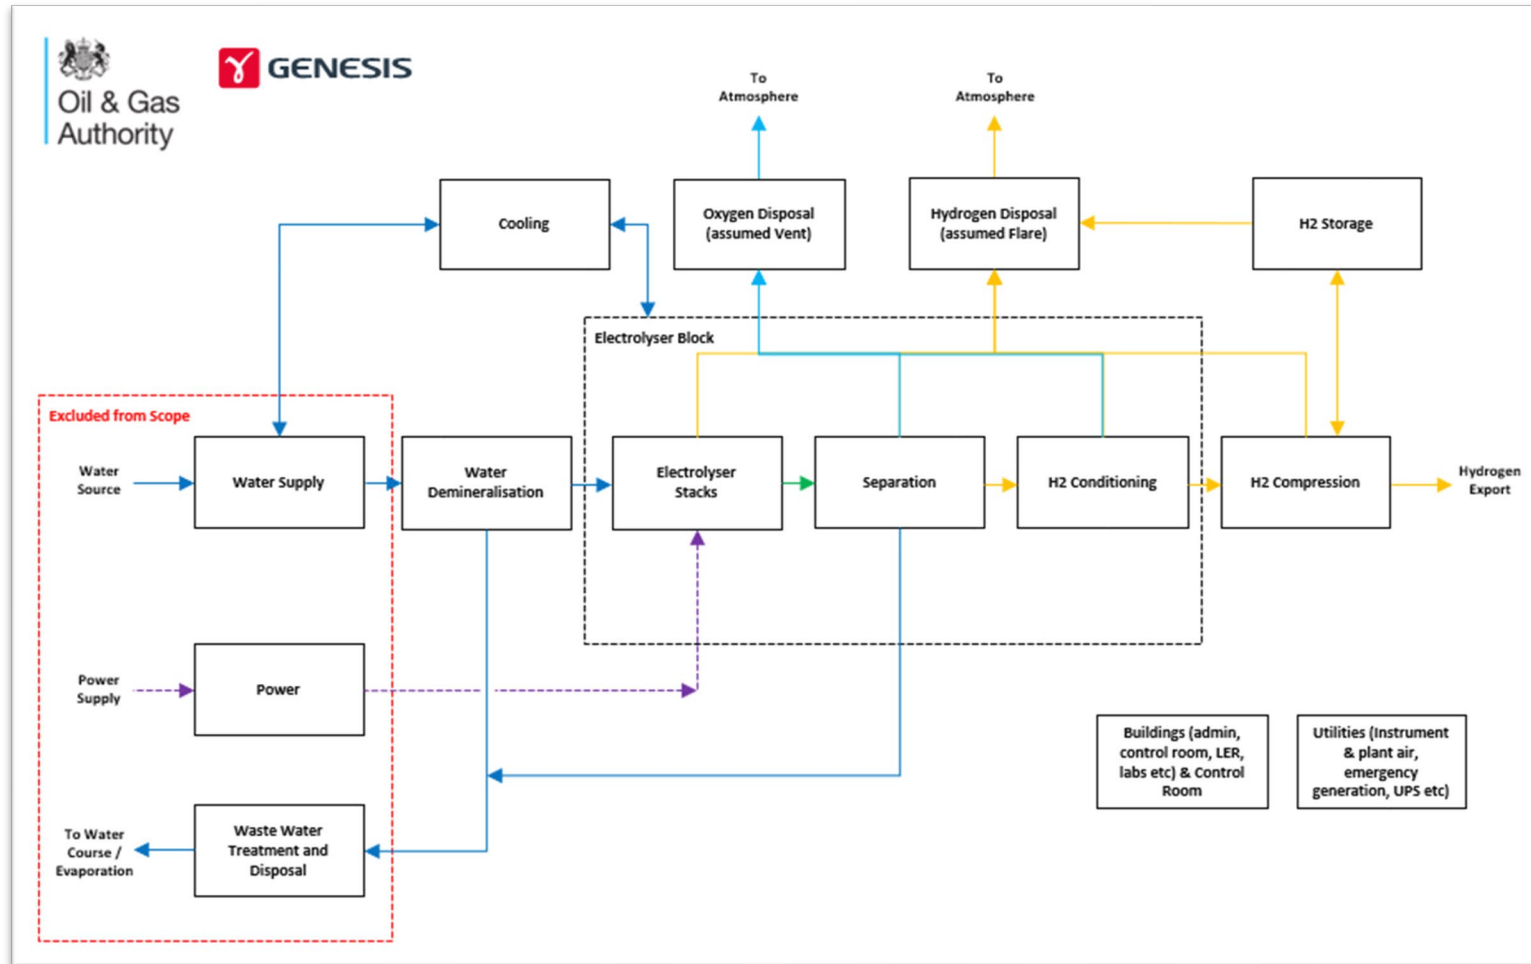 Oil & Gas
Authority
GENESIS
To
Atmosphere
To
Atmosphere
Cooling
Oxygen Disposal
(assumed Vent)
Hydrogen Disposal
(assumed Flare)
H2 Storage
Electrolyser Block
Excluded from Scope
Water
Source
Water Supply
Water
Demineralisation
Electrolyser
Stacks
Separation
H2 Conditioning
H2 Compression
Hydrogen
Export
Power
Supply
Power
Buildings (admin,
control room, LER,
labs etc) & Control
Room
Utilities (Instrument
& plant air,
emergency
generation, UPS etc)
To Water
Course /
Evaporation
Waste Water
Treatment and
Disposal